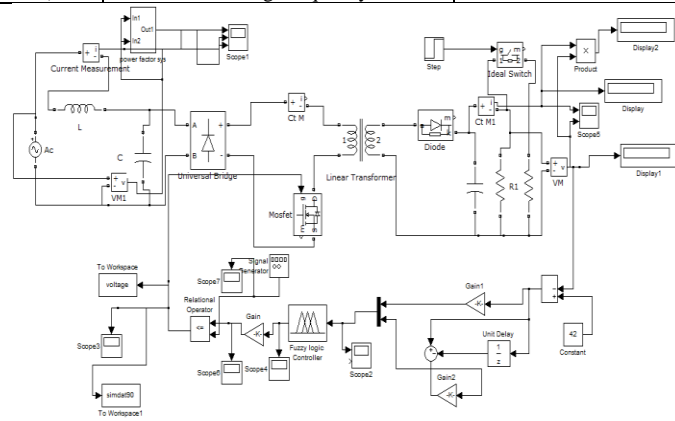 In1
Out1
In2
power factor sys
Scope1
Current Measurement
Step
Ideal Switch
Product
Display2
Display
Scope5
Display1
L
Ac
C
VM1
A
B
Universal Bridge
Ct M
1
2
Linear Transformer
Diode
Ct M1
R1
VM
Mosfet
To Workspace
voltage
Scope7
Signal
Generator
Relational
Operator
<=
Gain
-K-
Scope3
Scope6
Scope4
Fuzzy logic
Controller
Scope2
Gain1
-K-
Unit Delay
1
z
Gain2
-K-
42
Constant
simdat90
To Workspace1